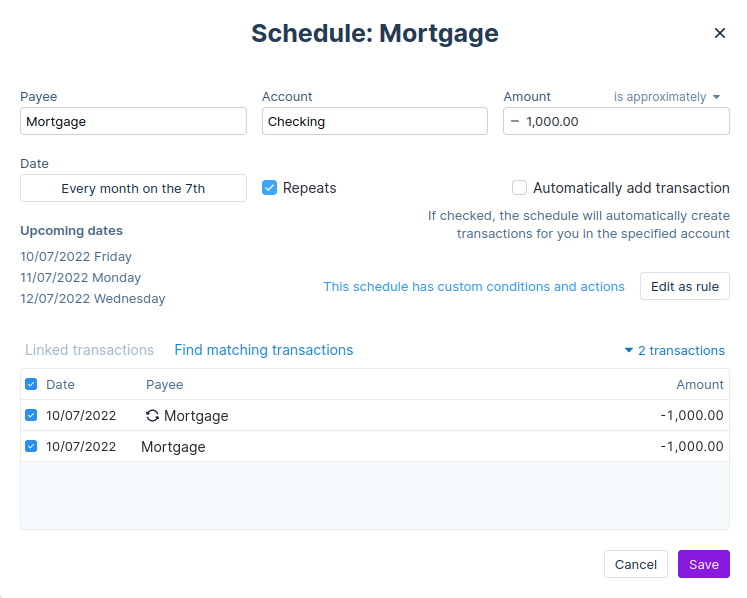 Schedule: Mortgage
Payee
Account
Amount
is approximately
Mortgage
Checking
− 1,000.00
Date
Every month on the 7th
Repeats
Automatically add transaction
If checked, the schedule will automatically create
transactions for you in the specified account
Upcoming dates
10/07/2022 Friday
11/07/2022 Monday
12/07/2022 Wednesday
This schedule has custom conditions and actions
Edit as rule
Linked transactions
Find matching transactions
2 transactions
Date
Payee
Amount
10/07/2022
Mortgage
-1,000.00
10/07/2022
Mortgage
-1,000.00
Cancel
Save